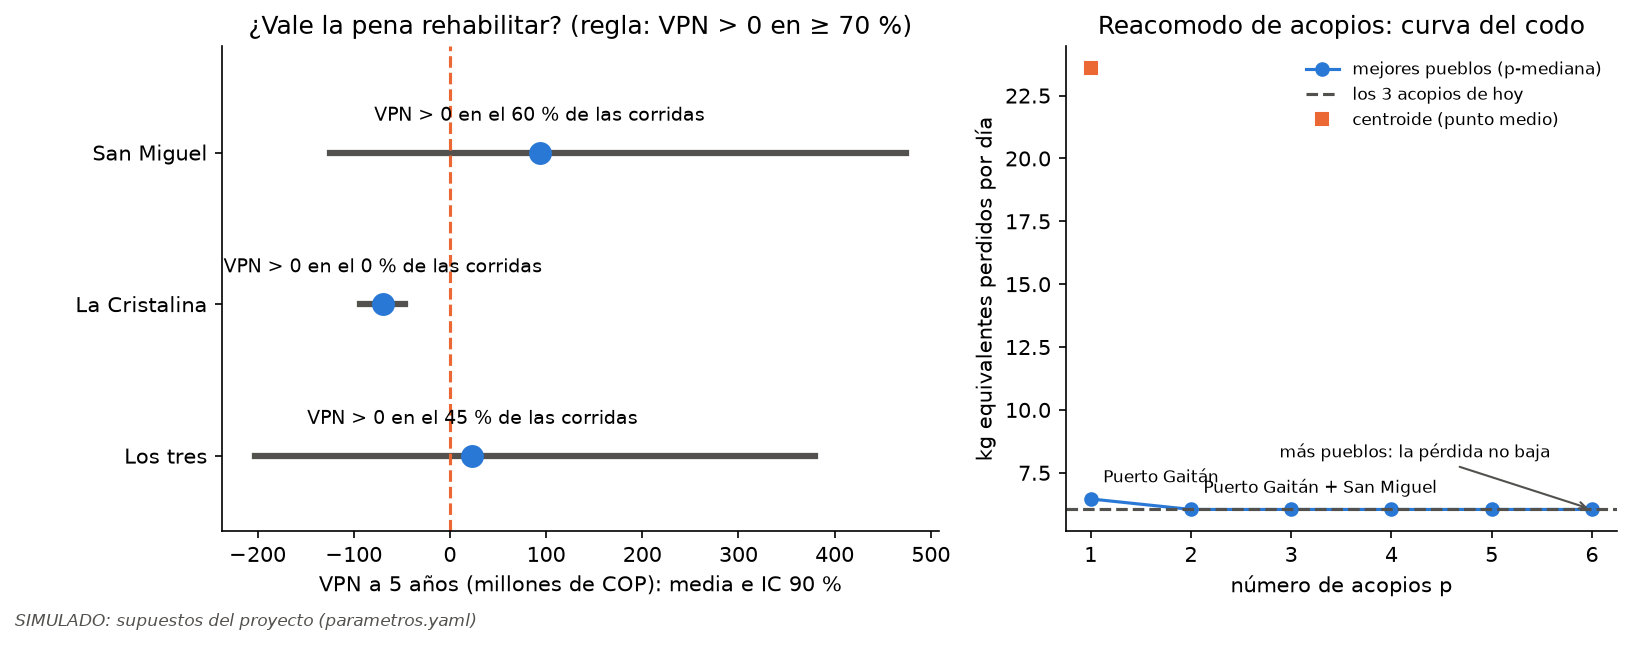 ¿Vale la pena rehabilitar? (regla: VPN > 0 en ≥ 70 %)
San Miguel
La Cristalina
Los tres
VPN > 0 en el 60 % de las corridas
VPN > 0 en el 0 % de las corridas
VPN > 0 en el 45 % de las corridas
−200 −100 0 100 200 300 400 500
VPN a 5 años (millones de COP): media e IC 90 %
Reacomodo de acopios: curva del codo
kg equivalentes perdidos por día
22.5
20.0
17.5
15.0
12.5
10.0
7.5
mejores pueblos (p-mediana)
los 3 acopios de hoy
centroide (punto medio)
más pueblos: la pérdida no baja
Puerto Gaitán
Puerto Gaitán + San Miguel
1 2 3 4 5 6
número de acopios p
SIMULADO: supuestos del proyecto (parametros.yaml)